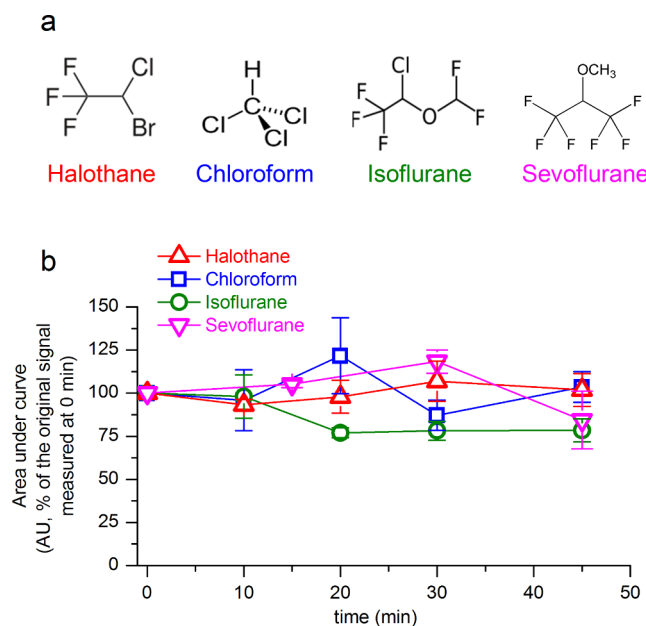 a
F
Cl
F
F
Br
Halothane
H
C
Cl
Cl
Cl
Chloroform
Cl
F
F
F
F
O
F
Isoflurane
OCH3
F
F
F
F
F
F
Sevoflurane
b
Halothane
Chloroform
Isoflurane
Sevoflurane
150
125
100
75
50
25
0
Area under curve
(AU, % of the original signal
measured at 0 min)
0 10 20 30 40 50
time (min)